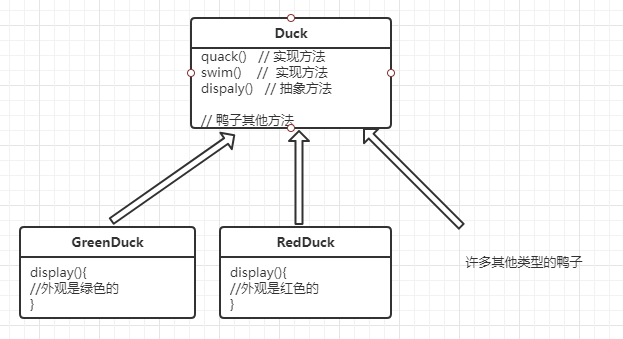 Duck
quack() // 实现方法
swim() // 实现方法
dispaly() // 抽象方法
// 鸭子其他方法
GreenDuck
display(){
//外观是绿色的
}
RedDuck
display(){
//外观是红色的
}
许多其他类型的鸭子